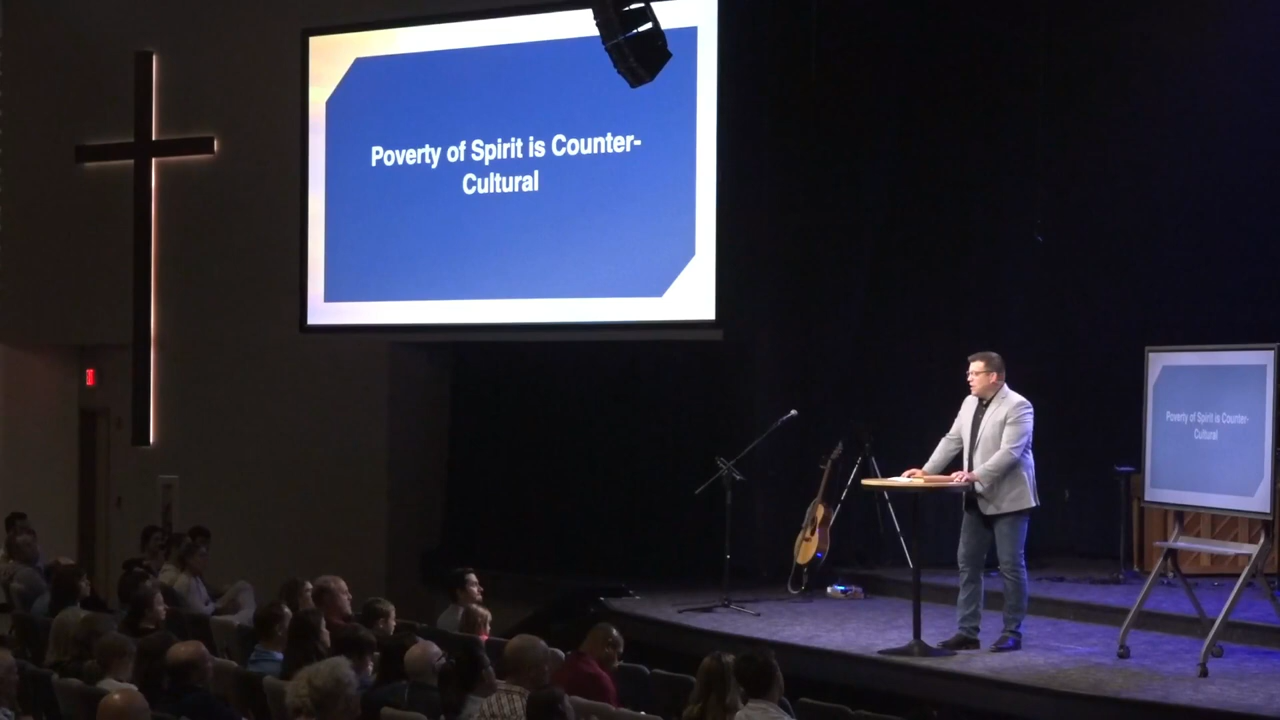 Poverty of Spirit is Counter-
Cultural
Poverty of Spirit is Counter-
Cultural